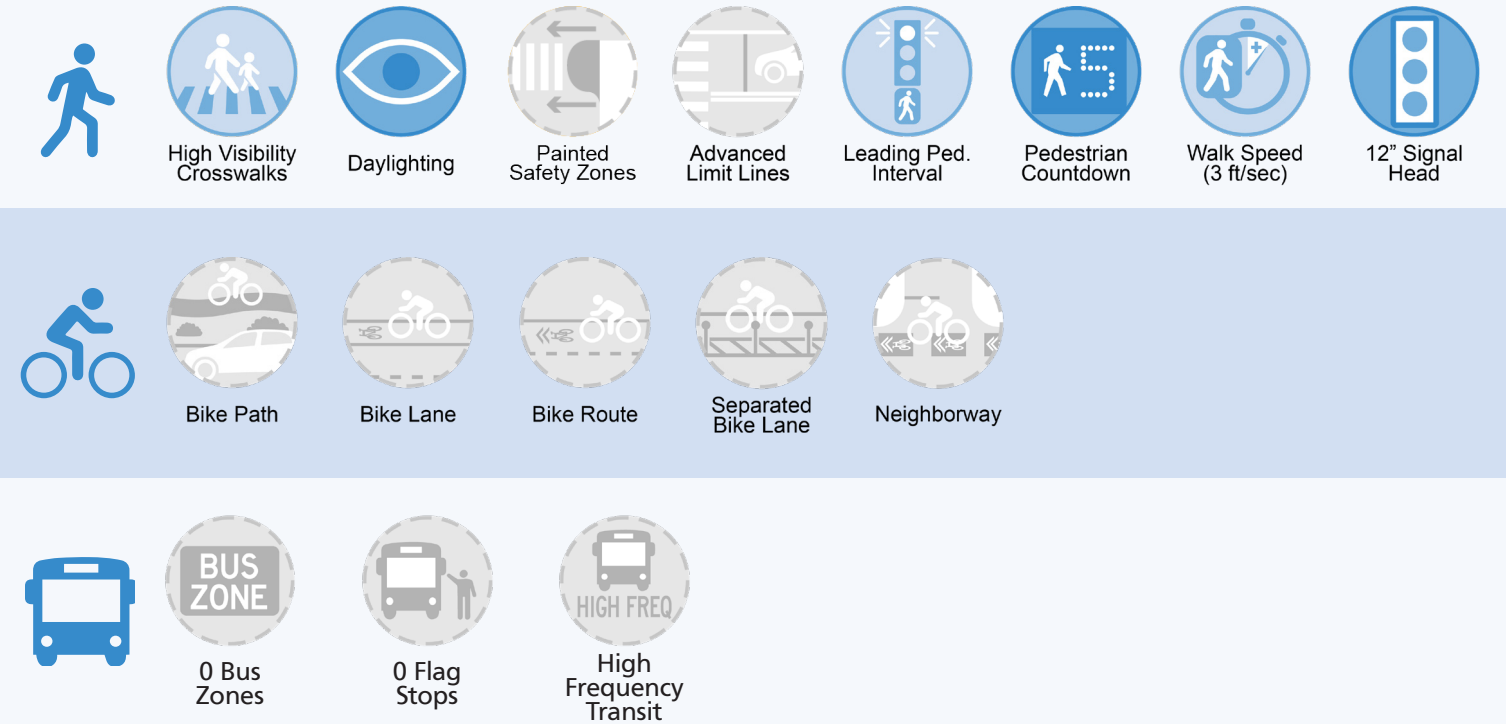 5
High Visibility
Crosswalks
Daylighting
Painted
Safety Zones
Advanced
Limit Lines
Leading Ped.
Interval
Pedestrian
Countdown
Walk Speed
(3 ft/sec)
12” Signal
Head
Bike Path
Bike Lane
Bike Route
Separated
Bike Lane
Neighborway
BUS
ZONE
HIGH FREQ
0 Bus
Zones
0 Flag
Stops
High
Frequency
Transit